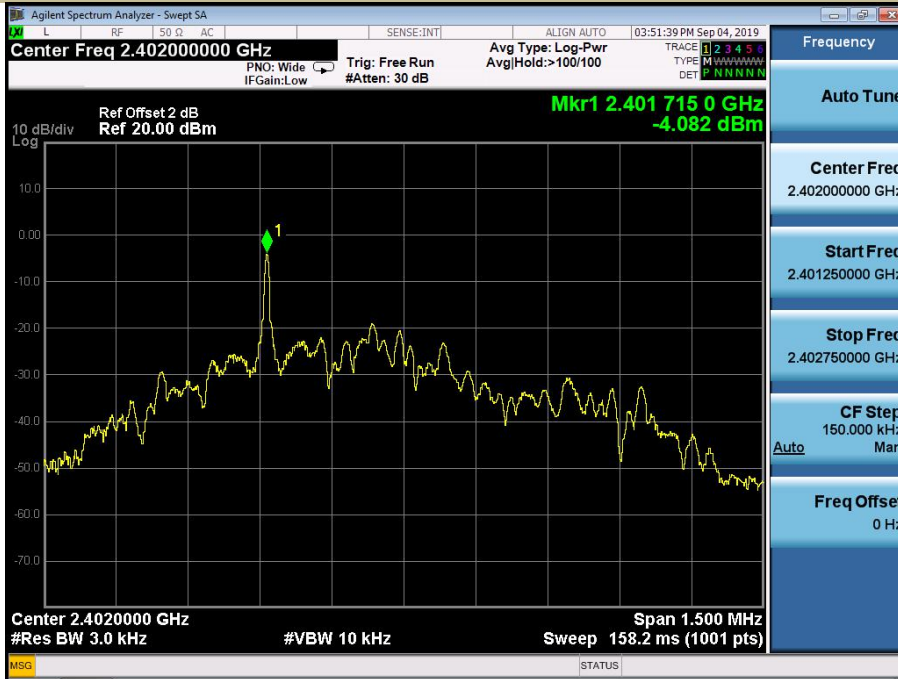 Agilent Spectrum Analyzer - Swept SA
LXI L RF 50 Ω AC SENSE:INT ALIGN AUTO 03:51:39 PM Sep 04, 2019
Center Freq 2.402000000 GHz
PNO: Wide
IFGain:Low
Trig: Free Run
#Atten: 30 dB
Avg Type: Log-Pwr
Avg|Hold:>100/100
TRACE 1 2 3 4 5 6
TYPE M WWWWW
DET P N N N N N
Ref Offset 2 dB
Ref 20.00 dBm
10 dB/div
Log
Mkr1 2.401 715 0 GHz
-4.082 dBm
10.0
0.00
-10.0
-20.0
-30.0
-40.0
-50.0
-60.0
-70.0
1
Center 2.4020000 GHz
Span 1.500 MHz
#Res BW 3.0 kHz
#VBW 10 kHz
Sweep 158.2 ms (1001 pts)
MSG
STATUS
Frequency
Auto Tune
Center Freq
2.402000000 GHz
Start Freq
2.401250000 GHz
Stop Freq
2.402750000 GHz
CF Step
150.000 kHz
Auto Man
Freq Offset
0 Hz